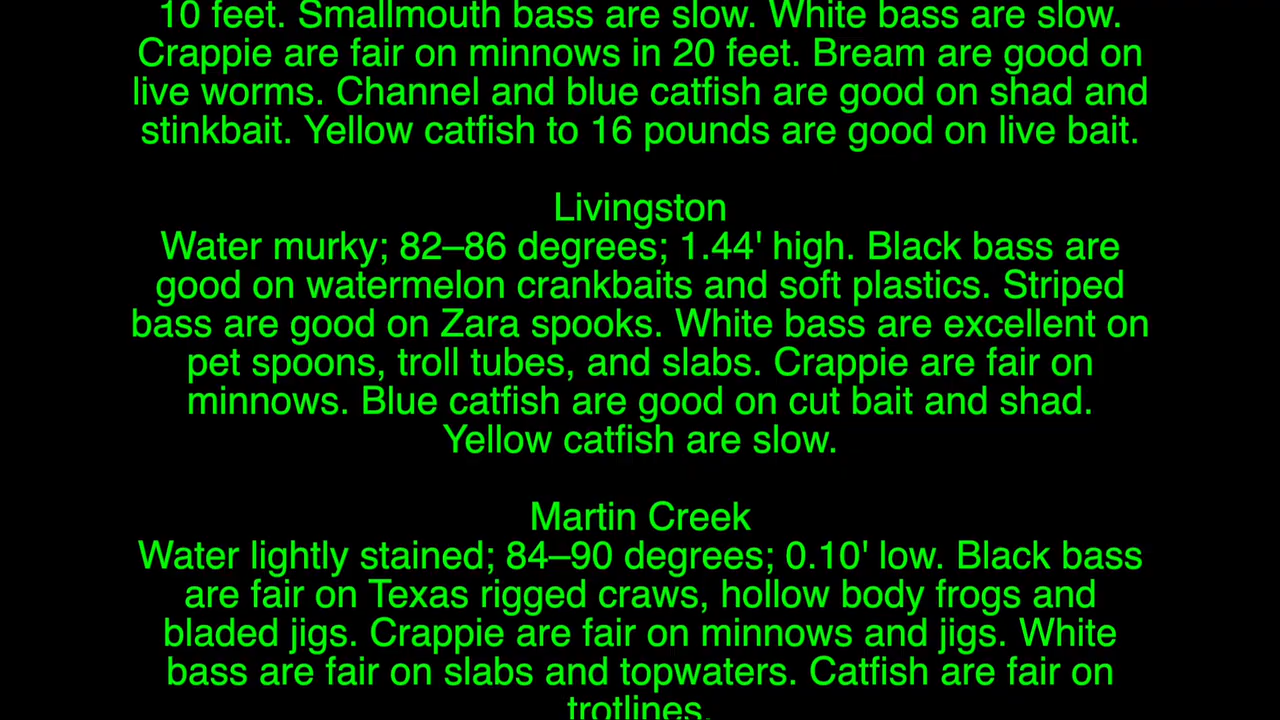 10 feet. Smallmouth bass are slow. White bass are slow.
Crappie are fair on minnows in 20 feet. Bream are good on
live worms. Channel and blue catfish are good on shad and
stinkbait. Yellow catfish to 16 pounds are good on live bait.
Livingston
Water murky; 82–86 degrees; 1.44' high. Black bass are
good on watermelon crankbaits and soft plastics. Striped
bass are good on Zara spooks. White bass are excellent on
pet spoons, troll tubes, and slabs. Crappie are fair on
minnows. Blue catfish are good on cut bait and shad.
Yellow catfish are slow.
Martin Creek
Water lightly stained; 84–90 degrees; 0.10' low. Black bass
are fair on Texas rigged craws, hollow body frogs and
bladed jigs. Crappie are fair on minnows and jigs. White
bass are fair on slabs and topwaters. Catfish are fair on
trotlines.